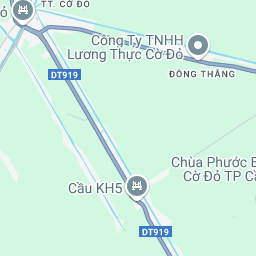 TT. CỜ ĐỎ
Công Ty TNHH
Lương Thực Cờ Đỏ
ĐÔNG THẮNG
DT919
Chùa Phước
Cờ Đỏ TP
Cầu KH5
DT919